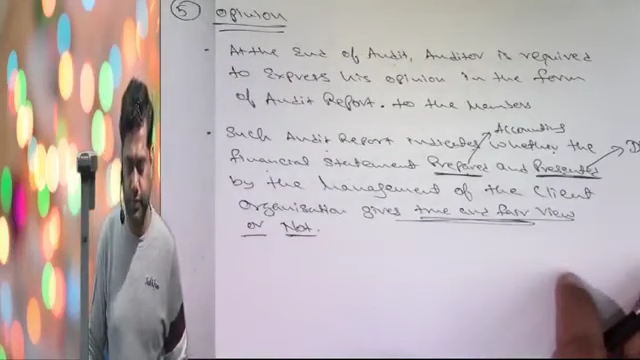 5 opinion
At the End of Audit, Auditor is required
to Express his opinion in the form
of Audit Report. to the Members
Accounting
Such Audit Report indicates whether the
financial statement Prepared and Presented
D
by the management of the client
organisation gives true and fair view
or Not.